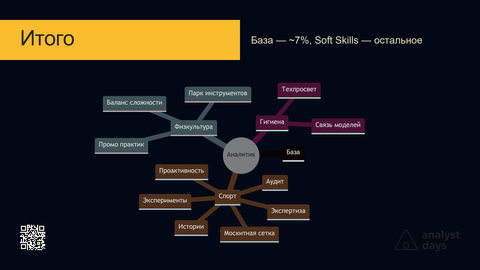 Итого
База — ~7%, Soft Skills — остальное
Техпросвет
Парк инструментов
Баланс сложности
Гигиена
Связь моделей
Физкультура
Промо практик
Аналитик
База
Проактивность
Аудит
Спорт
Эксперименты
Экспертиза
Истории
Москитная сетка
analyst
days